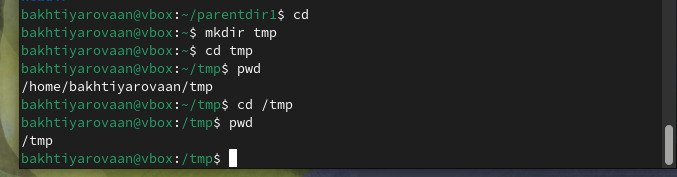 bakhtiyarovaan@vbox:~/parentdir1$ cd
bakhtiyarovaan@vbox:~$ mkdir tmp
bakhtiyarovaan@vbox:~$ cd tmp
bakhtiyarovaan@vbox:~/tmp$ pwd
/home/bakhtiyarovaan/tmp
bakhtiyarovaan@vbox:~/tmp$ cd /tmp
bakhtiyarovaan@vbox:/tmp$ pwd
/tmp
bakhtiyarovaan@vbox:/tmp$